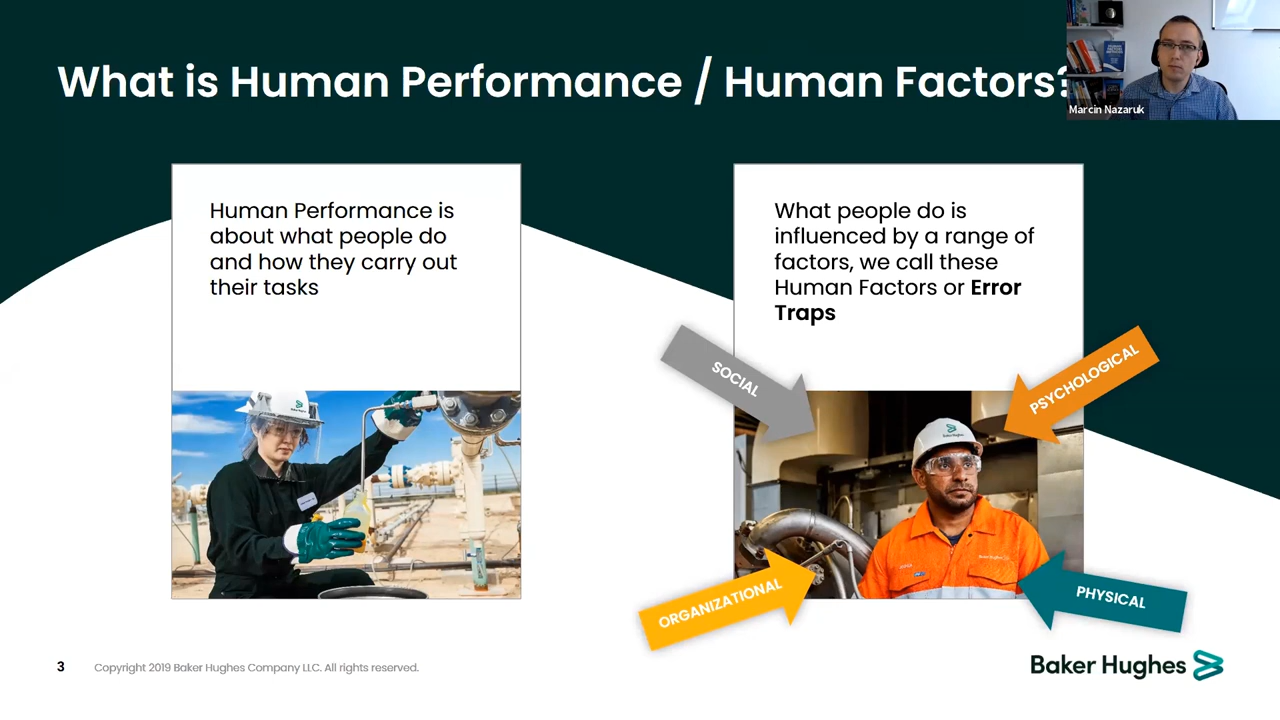 What is Human Performance / Human Factors?
Marcin Nazaruk
Human Performance is
about what people do
and how they carry out
their tasks
What people do is
influenced by a range of
factors, we call these
Human Factors or Error
Traps
SOCIAL
PSYCHOLOGICAL
ORGANIZATIONAL
PHYSICAL
3
Copyright 2019 Baker Hughes Company LLC. All rights reserved.
Baker Hughes